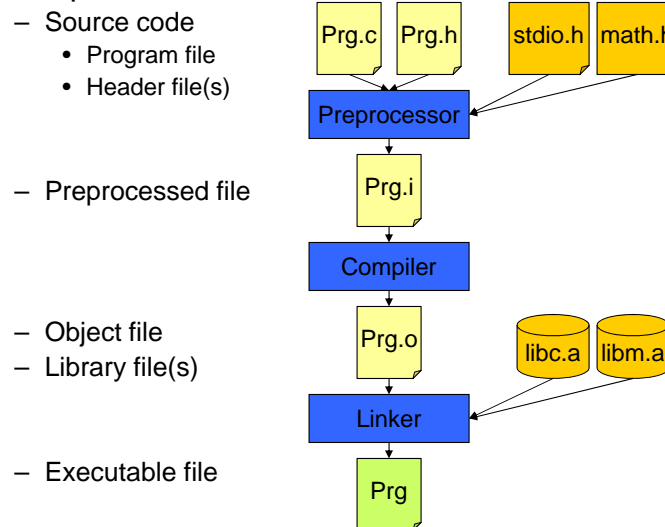 – Source code
• Program file
• Header file(s)
Prg.c Prg.h stdio.h math.h
Preprocessor
– Preprocessed file
Prg.i
Compiler
– Object file
– Library file(s)
Prg.o
libc.a libm.a
Linker
– Executable file
Prg